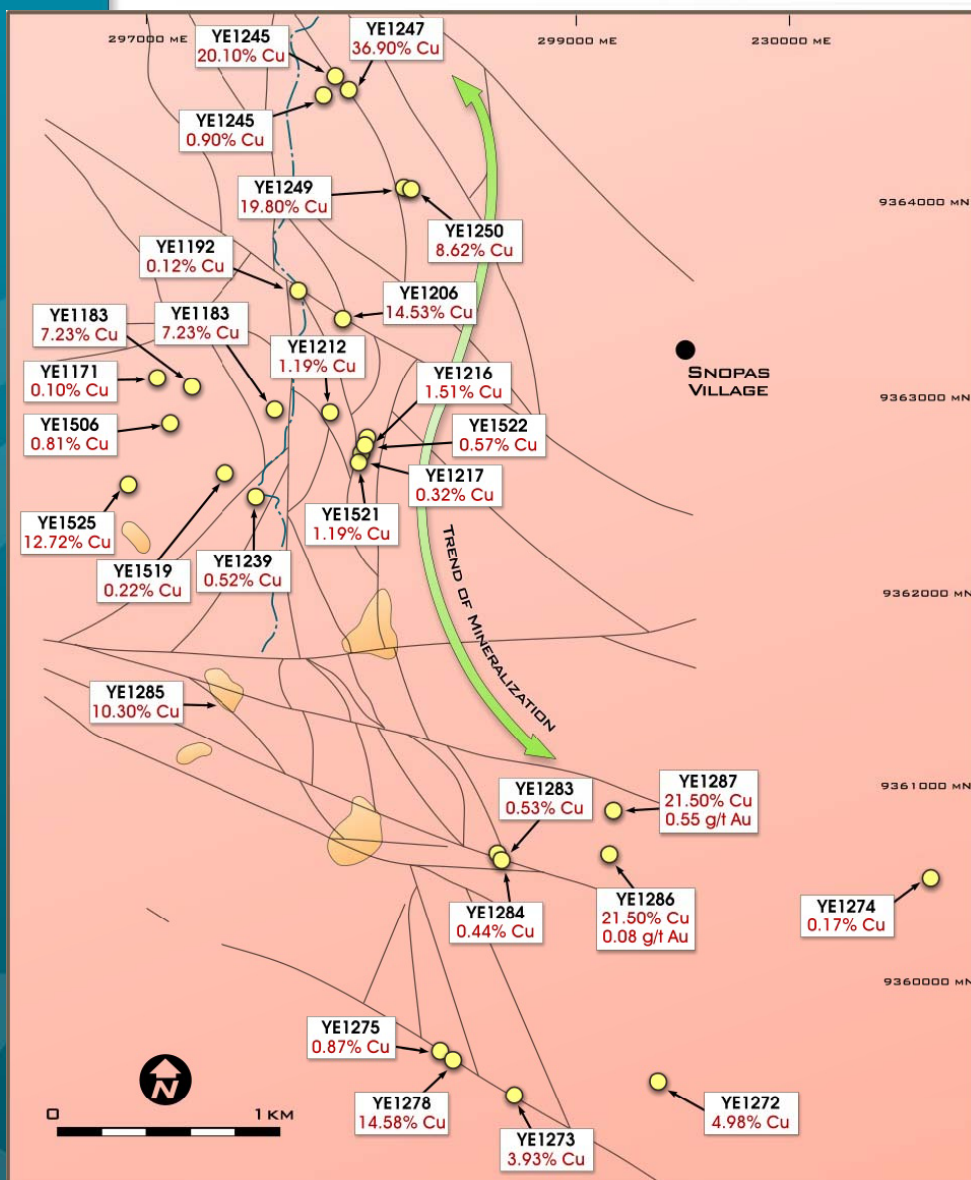 297000 mE
299000 mE
230000 mE
YE1245
20.10% Cu
YE1247
36.90% Cu
YE1245
0.90% Cu
YE1249
19.80% Cu
9364000 mN
YE1250
8.62% Cu
YE1192
0.12% Cu
YE1206
14.53% Cu
YE1183
7.23% Cu
YE1183
7.23% Cu
YE1212
1.19% Cu
YE1216
1.51% Cu
Snopas
Village
YE1171
0.10% Cu
9363000 mN
YE1506
0.81% Cu
YE1522
0.57% Cu
YE1217
0.32% Cu
YE1525
12.72% Cu
YE1521
1.19% Cu
YE1519
0.22% Cu
YE1239
0.52% Cu
Trend of Mineralization
9362000 mN
YE1285
10.30% Cu
YE1287
21.50% Cu
0.55 g/t Au
9361000 mN
YE1283
0.53% Cu
YE1284
0.44% Cu
YE1286
21.50% Cu
0.08 g/t Au
YE1274
0.17% Cu
9360000 mN
YE1275
0.87% Cu
N
0 1 km
YE1278
14.58% Cu
YE1273
3.93% Cu
YE1272
4.98% Cu